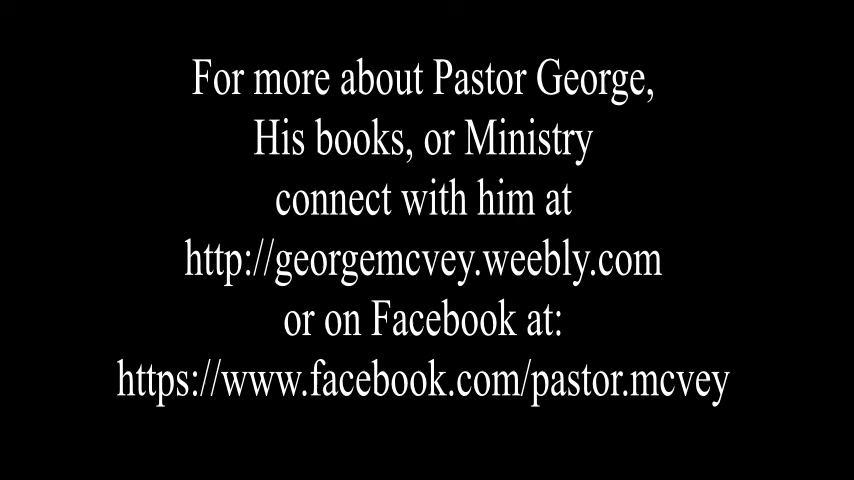 For more about Pastor George,
His books, or Ministry
connect with him at
http://georgemcvey.weebly.com
or on Facebook at:
https://www.facebook.com/pastor.mcvey